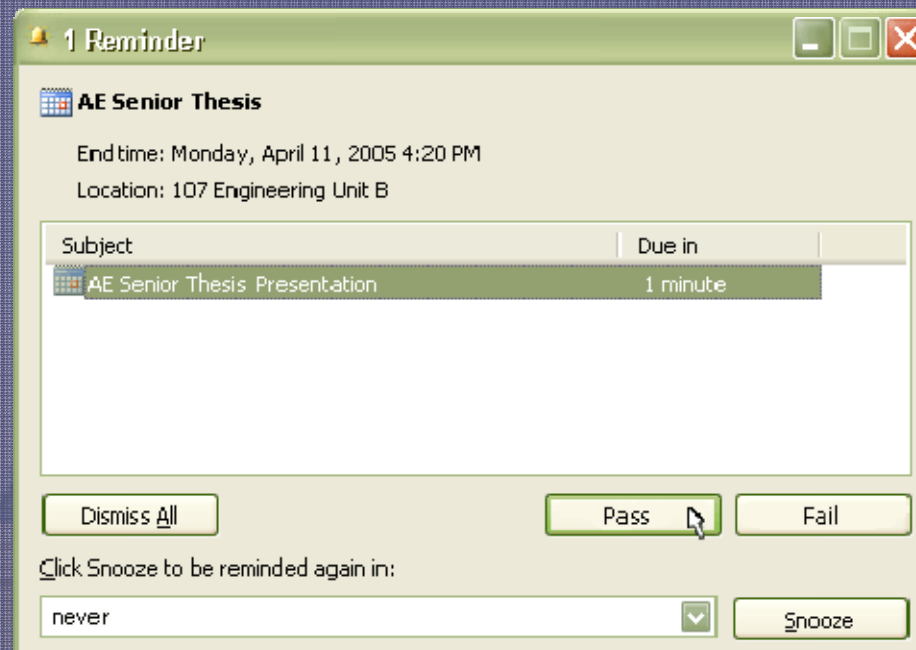 1 Reminder
AE Senior Thesis
End time: Monday, April 11, 2005 4:20 PM
Location: 107 Engineering Unit B
Subject Due in
AE Senior Thesis Presentation 1 minute
Dismiss All Pass Fail
Click Snooze to be reminded again in:
never Snooze